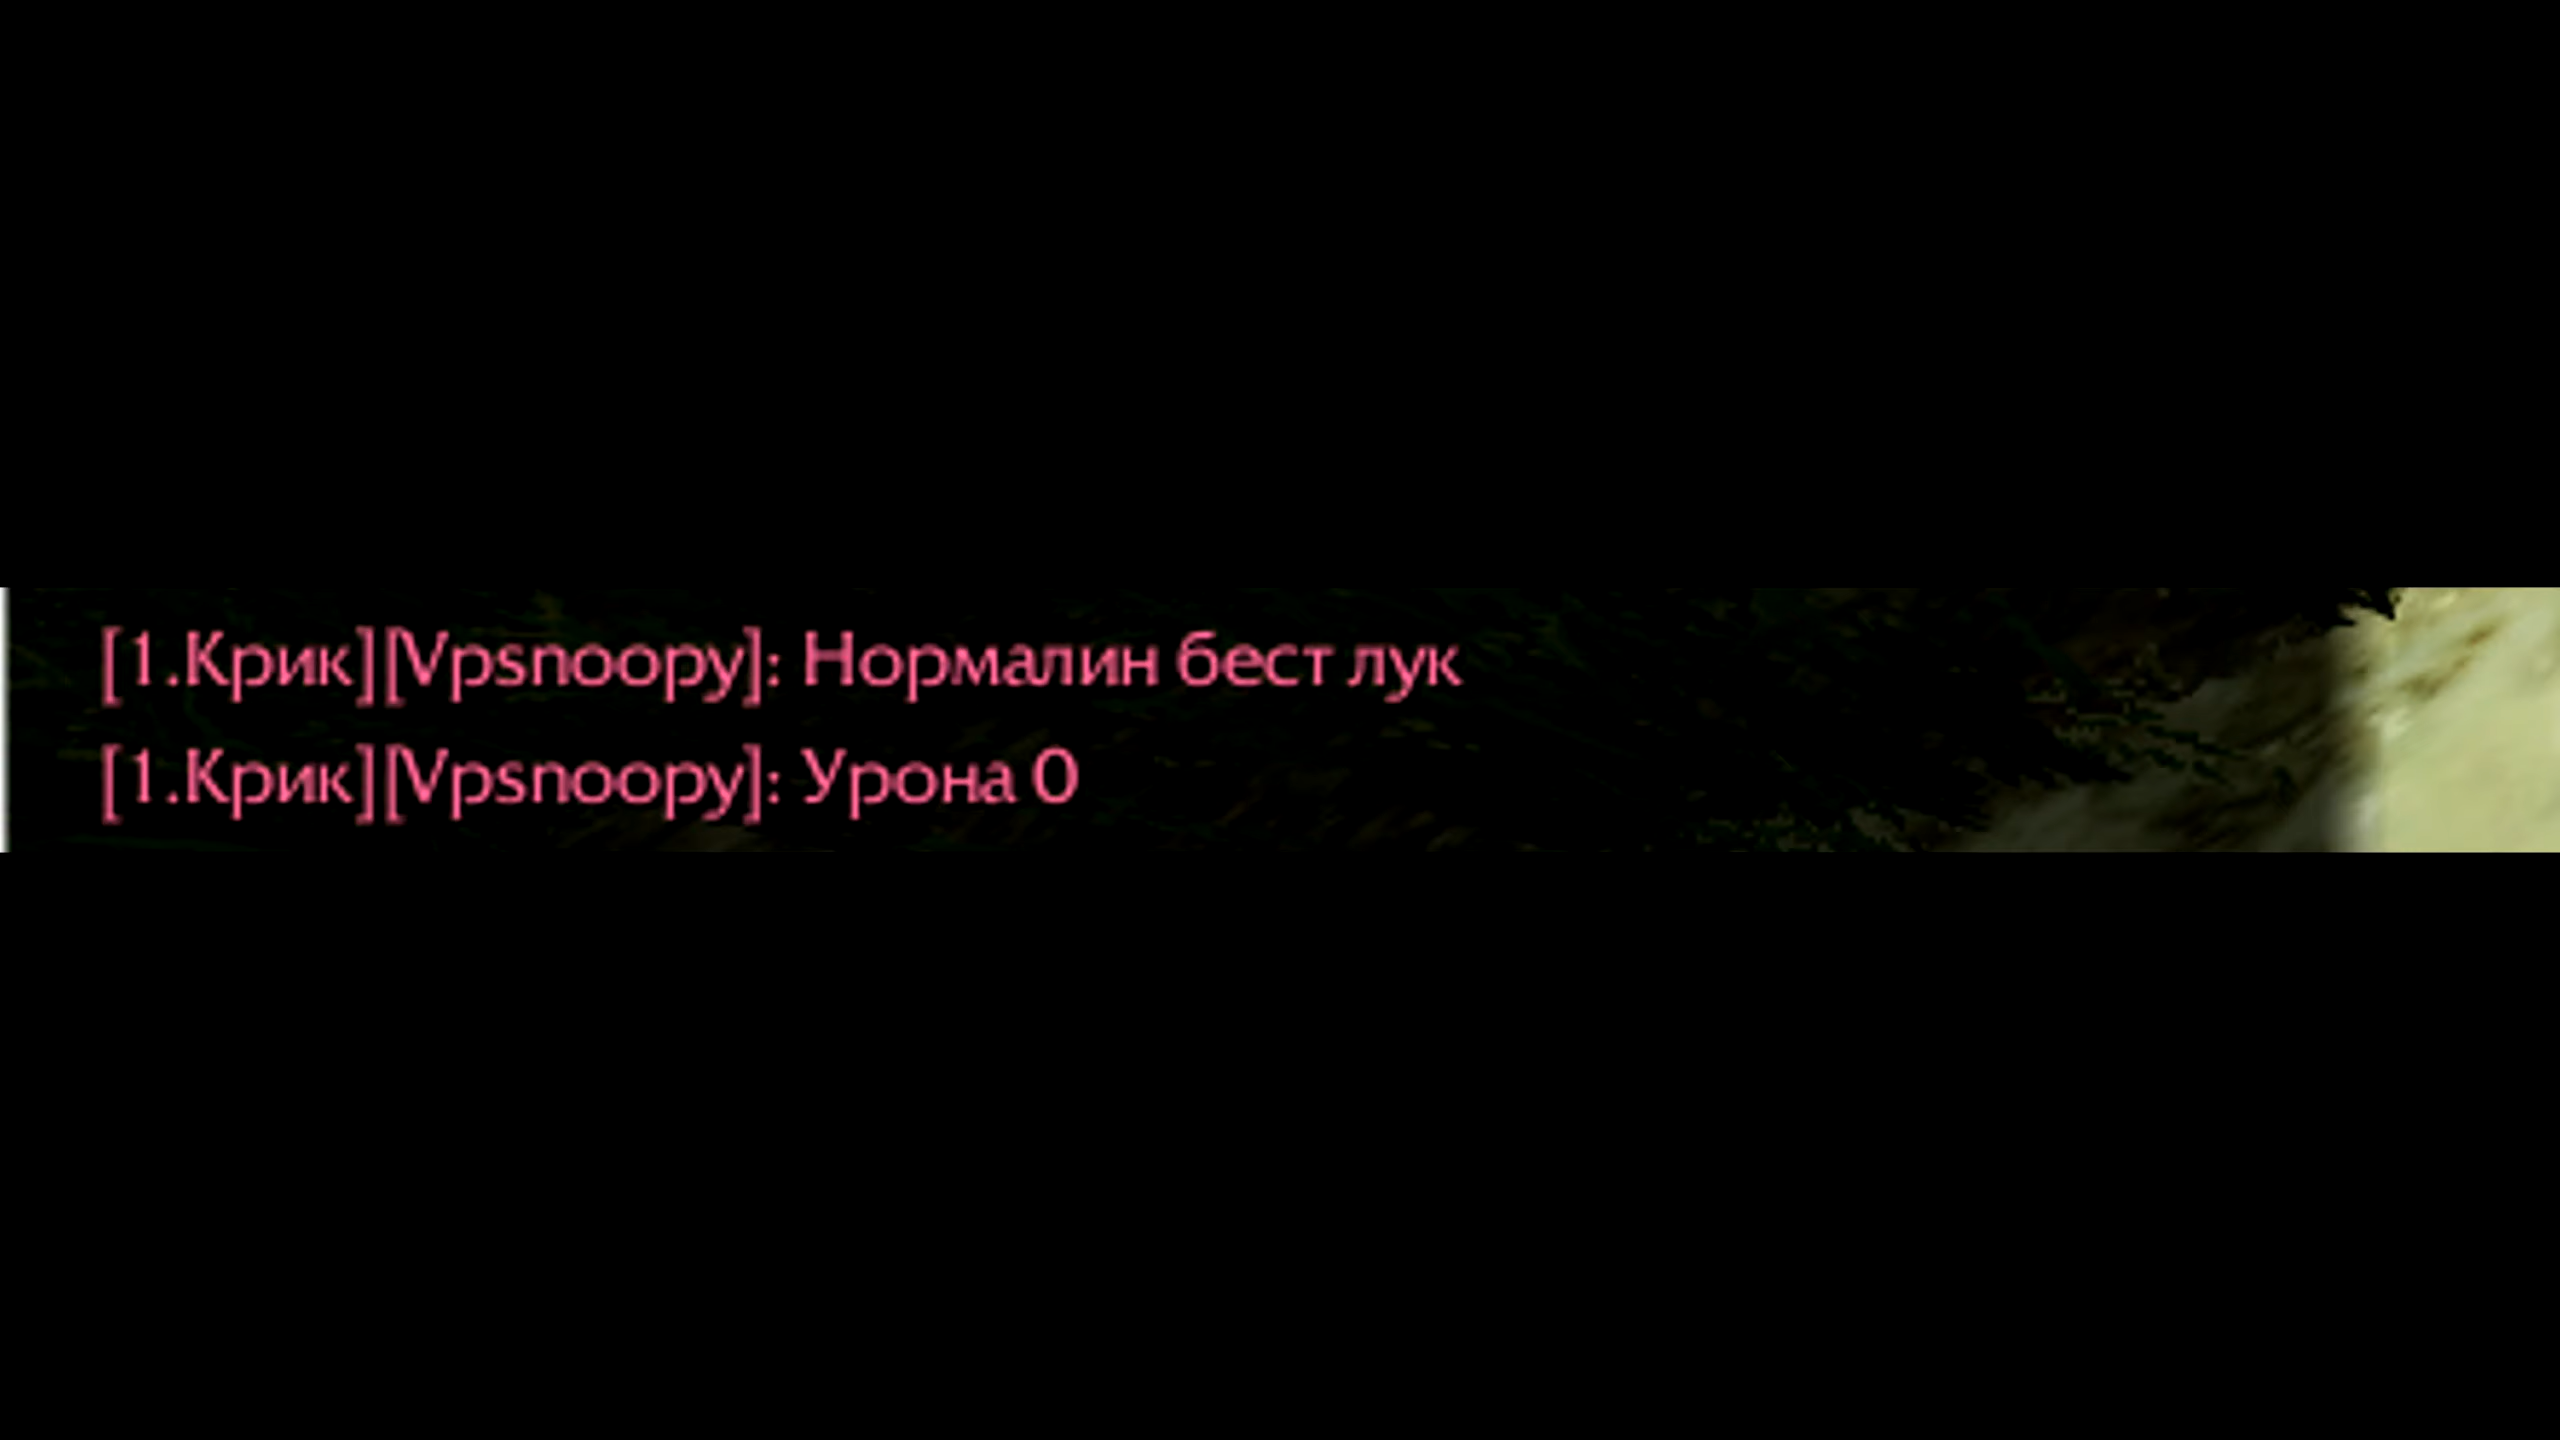 [1.Крик][Vpsnoopy]: Нормалин бест лук
[1.Крик][Vpsnoopy]: Урона 0